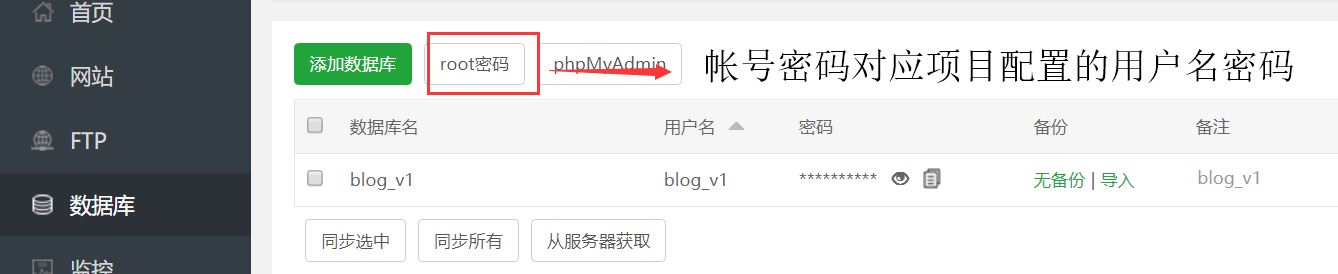 首页
网站
FTP
数据库
监控
添加数据库 root密码 phpMyAdmin 帐号密码对应项目配置的用户名密码
数据库名 用户名 密码 备份 备注
blog_v1 blog_v1 ********** 无备份 | 导入 blog_v1
同步选中 同步所有 从服务器获取